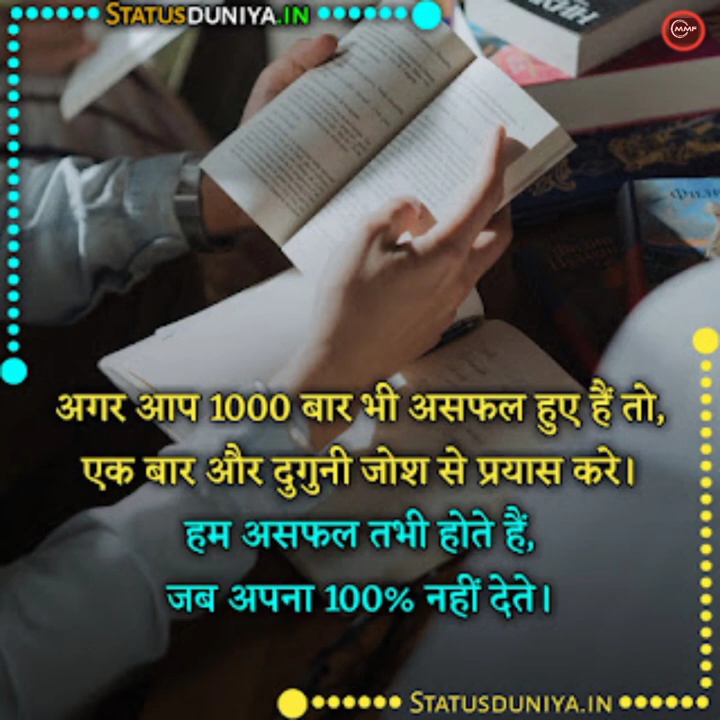 STATUSDUNIYA.IN
CMMF
अगर आप 1000 बार भी असफल हुए हैं तो,
एक बार और दुगुनी जोश से प्रयास करे।
हम असफल तभी होते हैं,
जब अपना 100% नहीं देते।
STATUSDUNIYA.IN